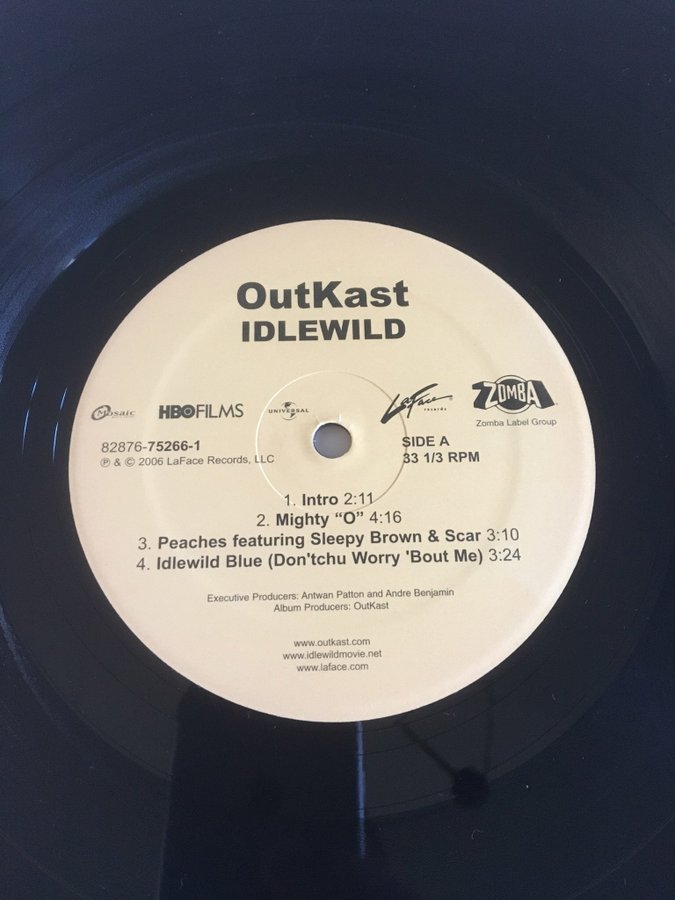 OutKast
IDLEWILD
Mosaic HBO FILMS UNIVERSAL LaFace records ZOMBA
Zomba Label Group
82876-75266-1 SIDE A
℗ & © 2006 LaFace Records, LLC 33 1/3 RPM
1. Intro 2:11
2. Mighty “O” 4:16
3. Peaches featuring Sleepy Brown & Scar 3:10
4. Idlewild Blue (Don'tchu Worry 'Bout Me) 3:24
Executive Producers: Antwan Patton and Andre Benjamin
Album Producers: OutKast
www.outkast.com
www.idlewildmovie.net
www.laface.com